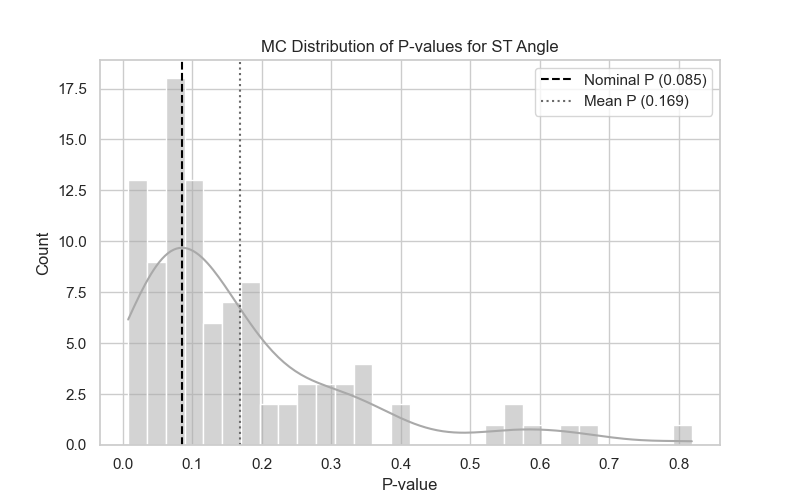 MC Distribution of P-values for ST Angle
Nominal P (0.085)
Mean P (0.169)
Count
17.5
15.0
12.5
10.0
7.5
5.0
2.5
0.0
0.0 0.1 0.2 0.3 0.4 0.5 0.6 0.7 0.8
P-value